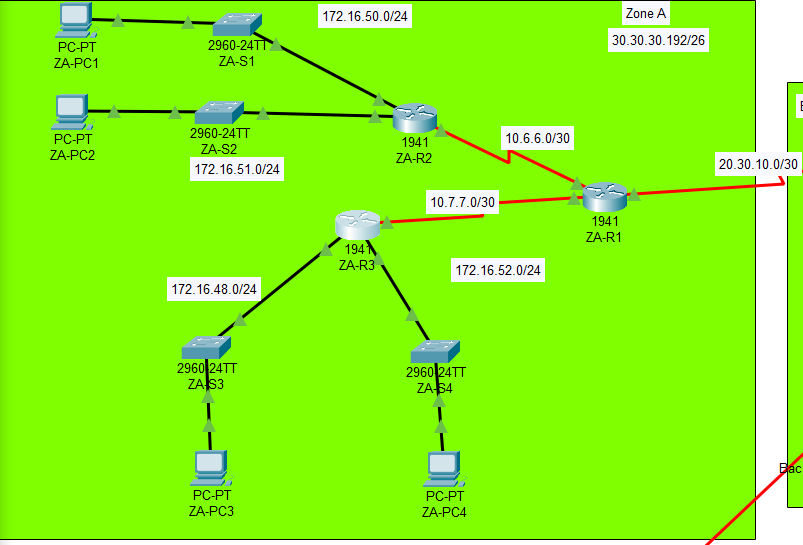 172.16.50.0/24
Zone A
30.30.30.192/26
PC-PT
ZA-PC1
2960-24TT
ZA-S1
PC-PT
ZA-PC2
2960-24TT
ZA-S2
172.16.51.0/24
1941
ZA-R2
10.6.6.0/30
20.30.10.0/30
10.7.7.0/30
1941
ZA-R1
1941
ZA-R3
172.16.52.0/24
172.16.48.0/24
2960-24TT
ZA-S3
2960-24TT
ZA-S4
PC-PT
ZA-PC3
PC-PT
ZA-PC4
Bac